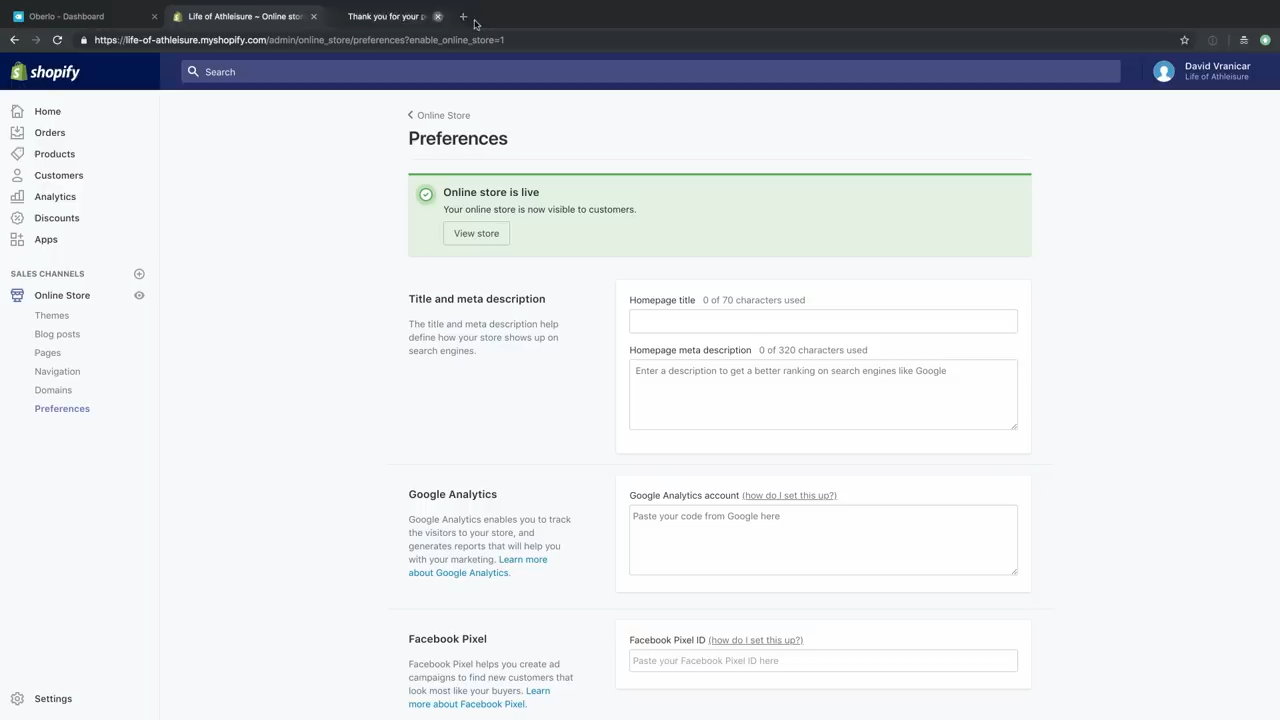 Oberlo - Dashboard
Life of Athleisure ~ Online stor
Thank you for your p
https://life-of-athleisure.myshopify.com/admin/online_store/preferences?enable_online_store=1
shopify
Search
David Vranicar
Life of Athleisure
Home
Orders
Products
Customers
Analytics
Discounts
Apps
SALES CHANNELS
Online Store
Themes
Blog posts
Pages
Navigation
Domains
Preferences
Settings
Online Store
Preferences
Online store is live
Your online store is now visible to customers.
View store
Title and meta description
The title and meta description help
define how your store shows up on
search engines.
Homepage title 0 of 70 characters used
Homepage meta description 0 of 320 characters used
Enter a description to get a better ranking on search engines like Google
Google Analytics
Google Analytics enables you to track
the visitors to your store, and
generates reports that will help you
with your marketing. Learn more
about Google Analytics.
Google Analytics account (how do I set this up?)
Paste your code from Google here
Facebook Pixel
Facebook Pixel helps you create ad
campaigns to find new customers that
look most like your buyers. Learn
more about Facebook Pixel.
Facebook Pixel ID (how do I set this up?)
Paste your Facebook Pixel ID here